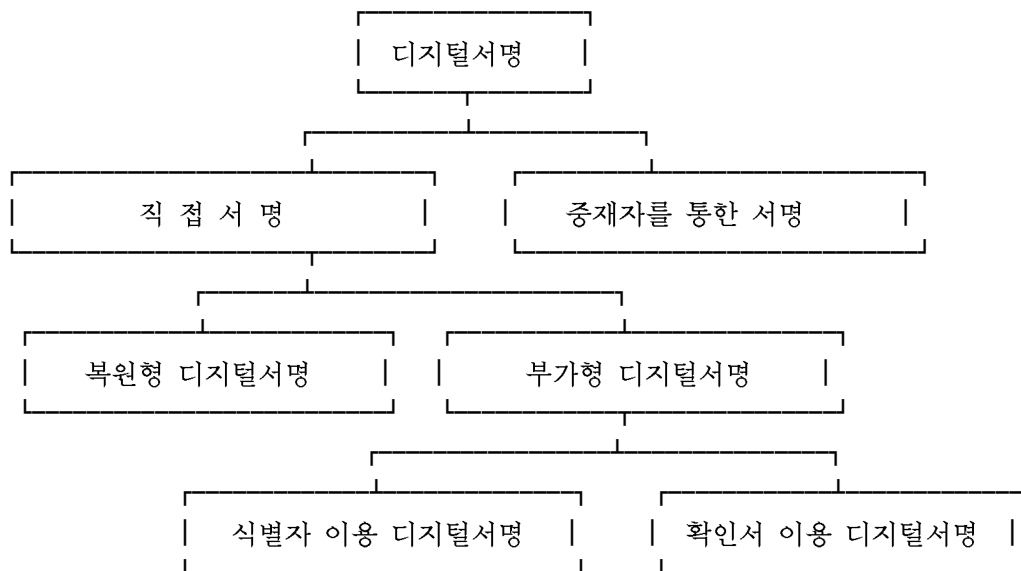 디지털서명
직 접 서 명 중재자를 통한 서명
복원형 디지털서명 부가형 디지털서명
식별자 이용 디지털서명 확인서 이용 디지털서명